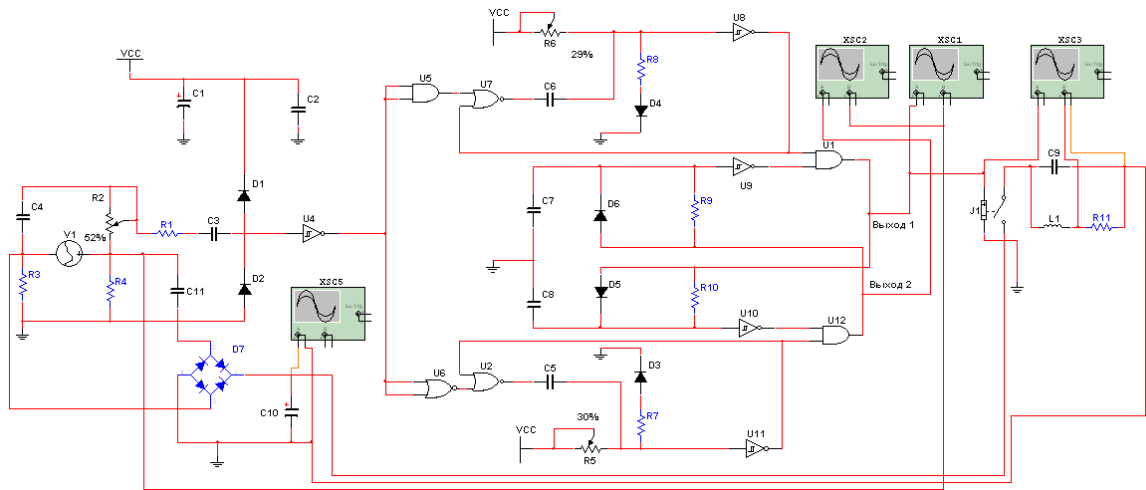 VCC
U8
R6
29%
XSC2
XSC1
XSC3
VCC
R8
U5
U7
C6
C1
C2
D4
U1
C9
U9
C4
R2
D1
C7
D6
R9
L1
R11
J1
R1
C3
U4
V1
52%
Выход 1
R3
R4
D2
C11
XSC5
C8
D5
R10
Выход 2
U10
U12
D7
U6
U2
C5
D3
C10
30%
R7
VCC
R5
U11